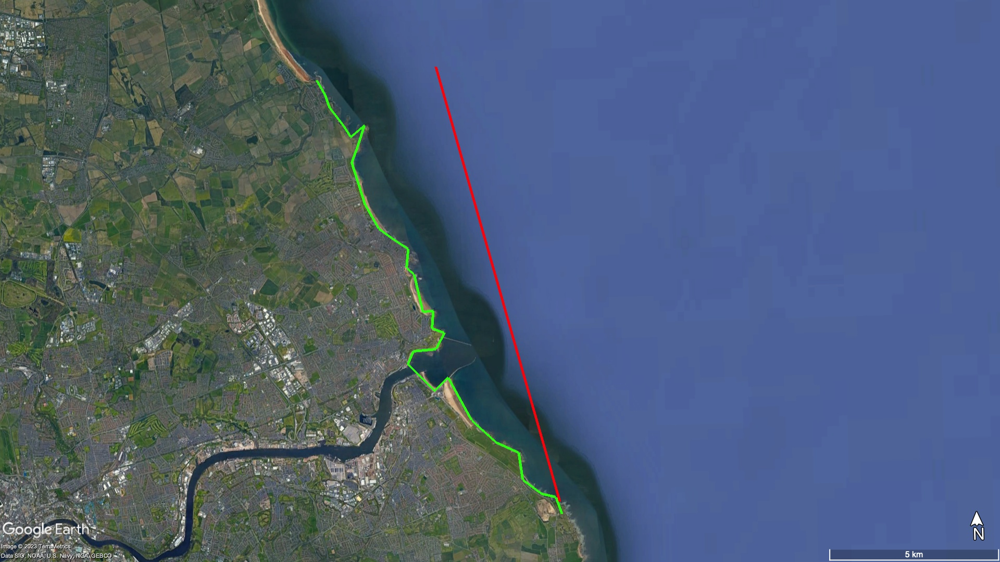 Google Earth
Image © 2023 TerraMetrics
Data SIO, NOAA, U.S. Navy, NGA, GEBCO
N
5 km